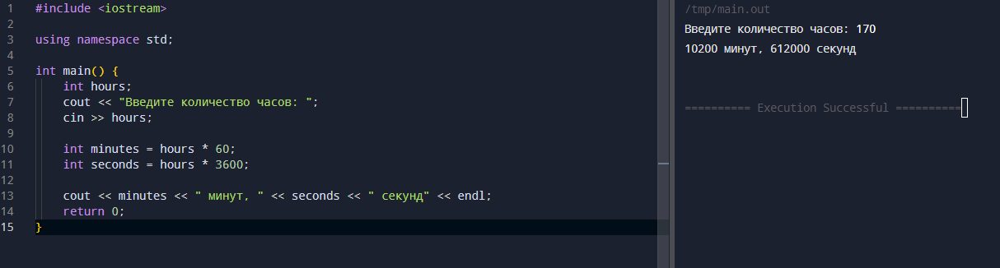 1 #include <iostream>
2
3 using namespace std;
4
5 int main() {
6 int hours;
7 cout << "Введите количество часов: ";
8 cin >> hours;
9
10 int minutes = hours * 60;
11 int seconds = hours * 3600;
12
13 cout << minutes << " минут, " << seconds << " секунд" << endl;
14 return 0;
15 }
/tmp/main.out
Введите количество часов: 170
10200 минут, 612000 секунд
========== Execution Successful ==========